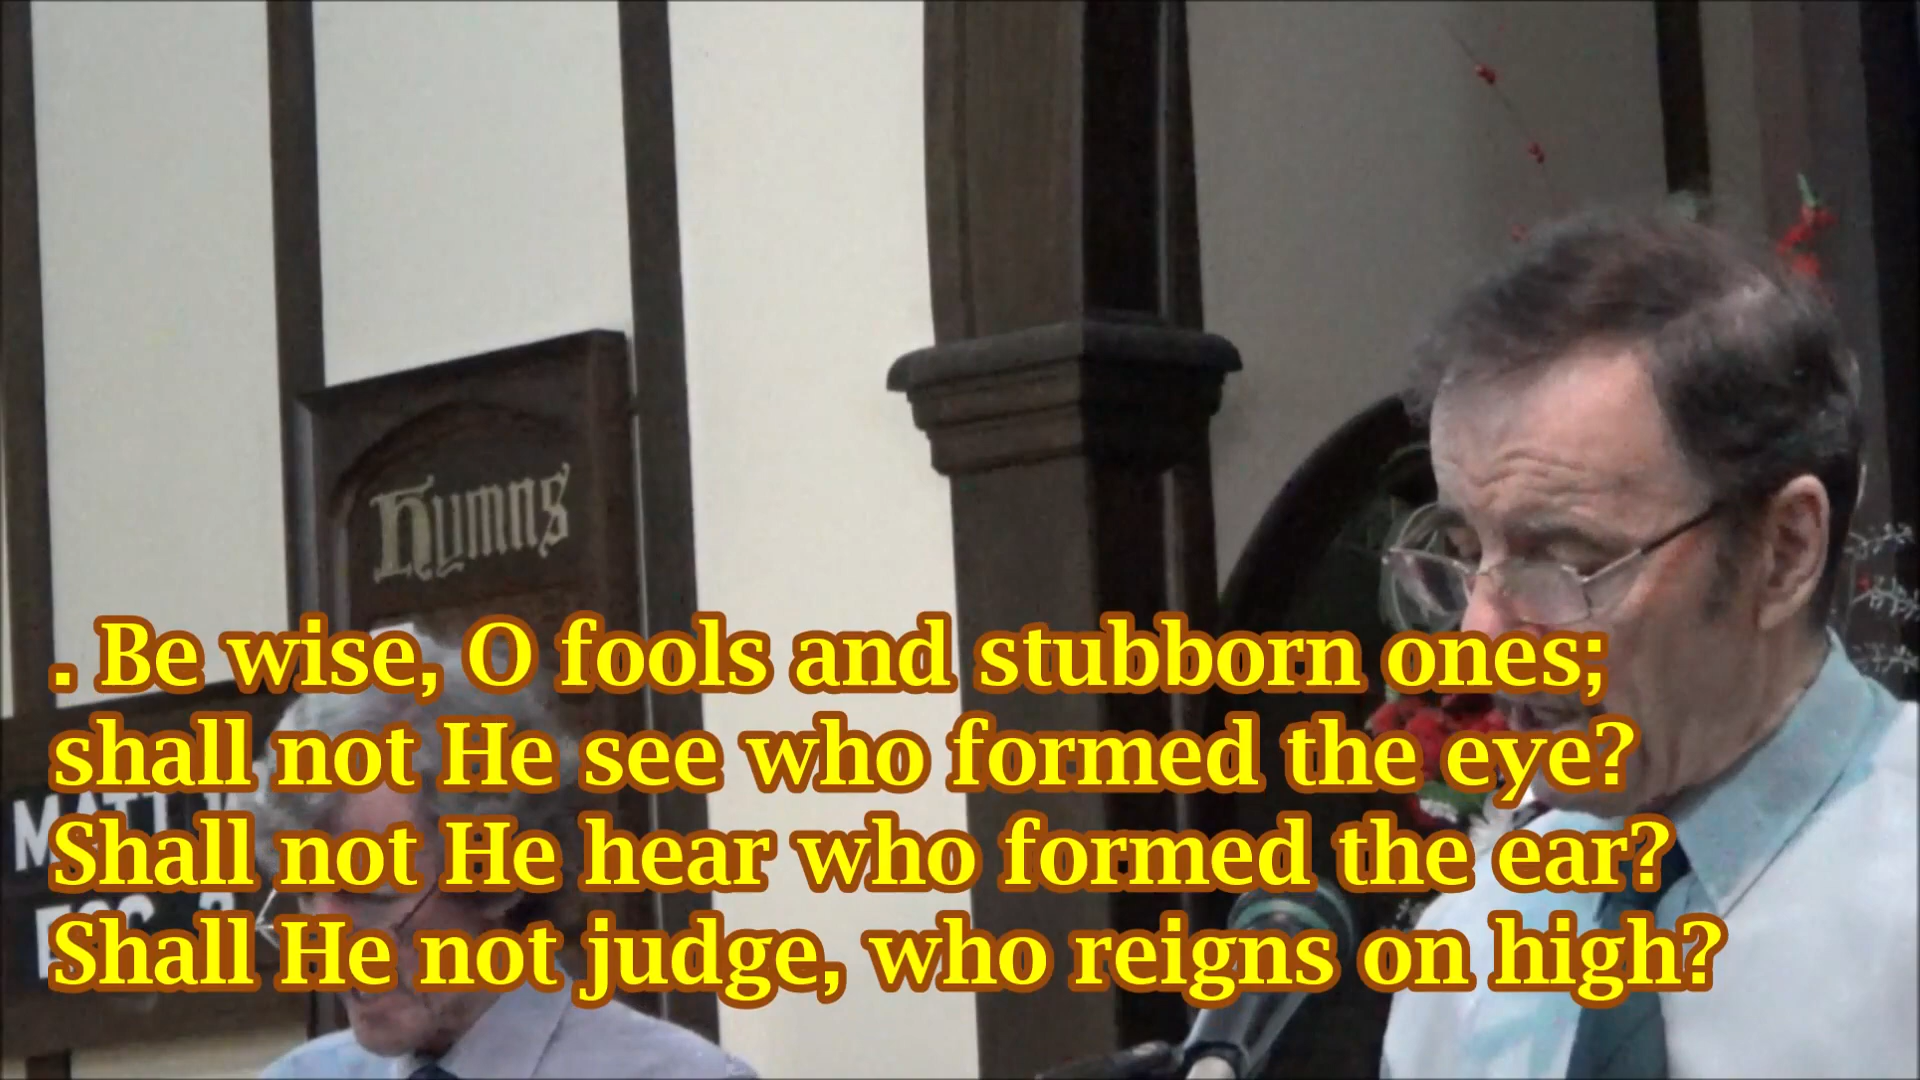 Hymns
. Be wise, O fools and stubborn ones;
shall not He see who formed the eye?
Shall not He hear who formed the ear?
Shall He not judge, who reigns on high?
MATT